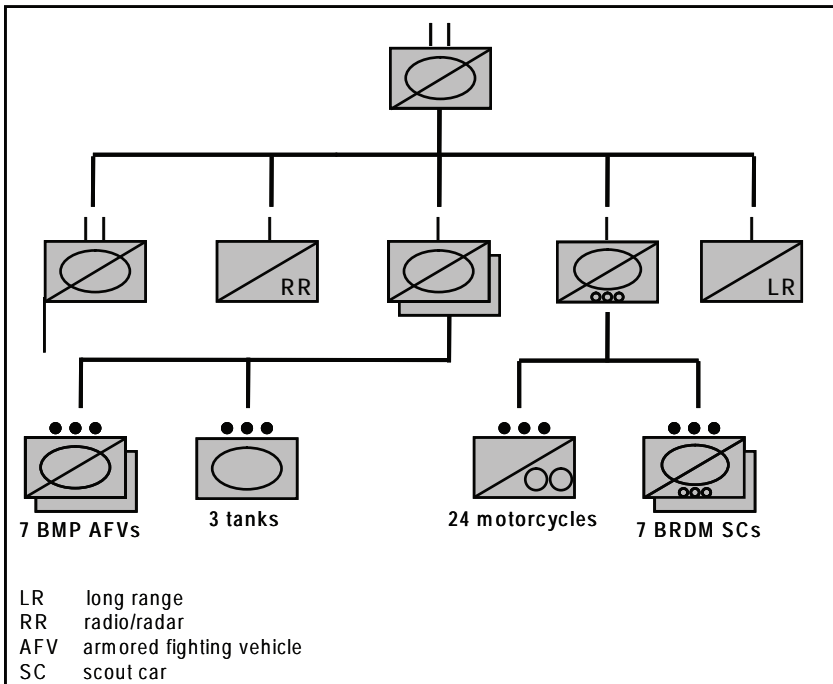 RR
LR
7 BMP AFVs
3 tanks
24 motorcycles
7 BRDM SCs
LR long range
RR radio/radar
AFV armored fighting vehicle
SC scout car